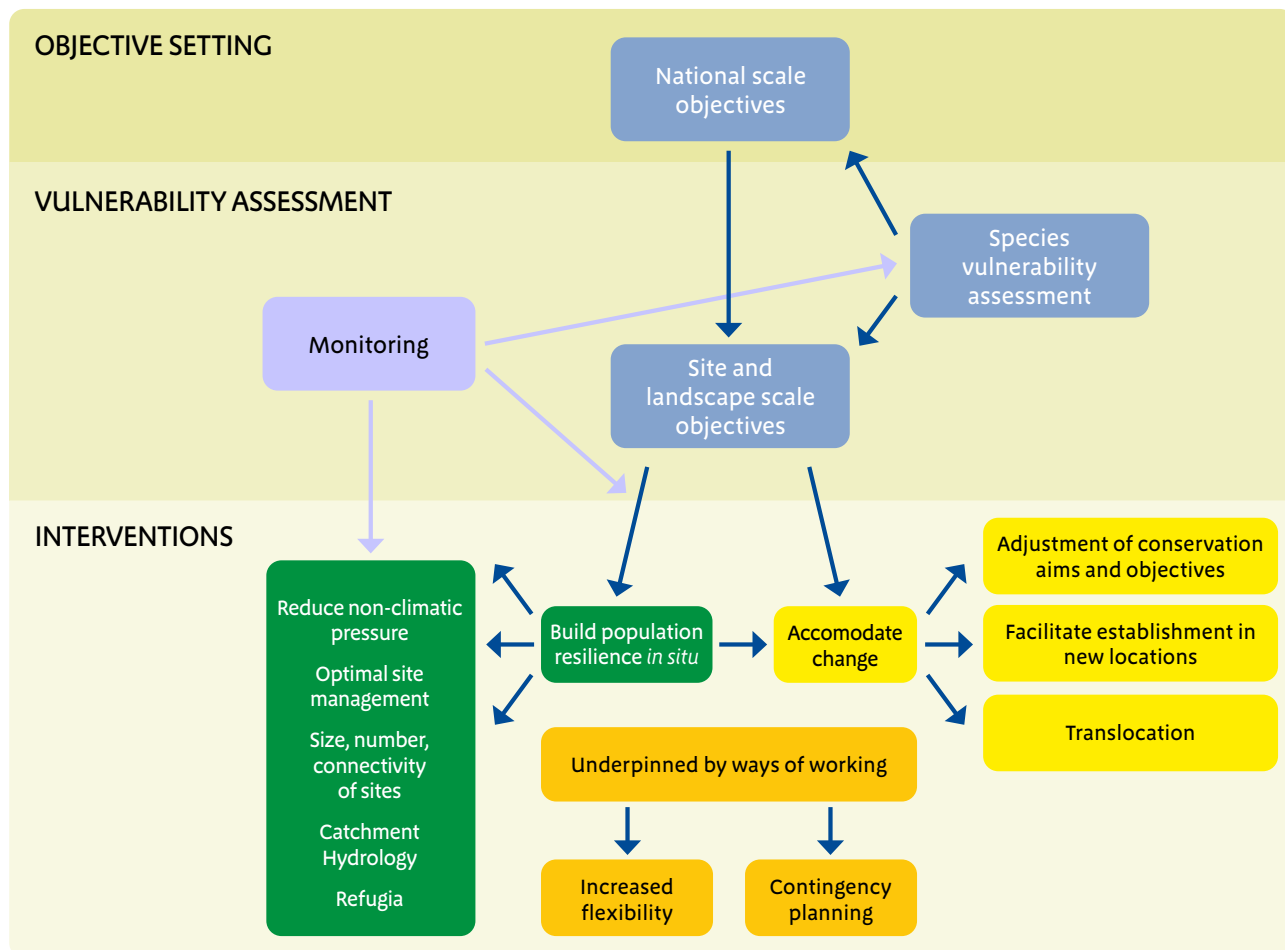 OBJECTIVE SETTING
National scale
objectives
VULNERABILITY ASSESSMENT
Species
vulnerability
assessment
Monitoring
Site and
landscape scale
objectives
INTERVENTIONS
Reduce non-climatic
pressure
Optimal site
management
Size, number,
connectivity
of sites
Catchment
Hydrology
Refugia
Build population
resilience in situ
Accomodate
change
Adjustment of conservation
aims and objectives
Facilitate establishment in
new locations
Translocation
Underpinned by ways of working
Increased
flexibility
Contingency
planning